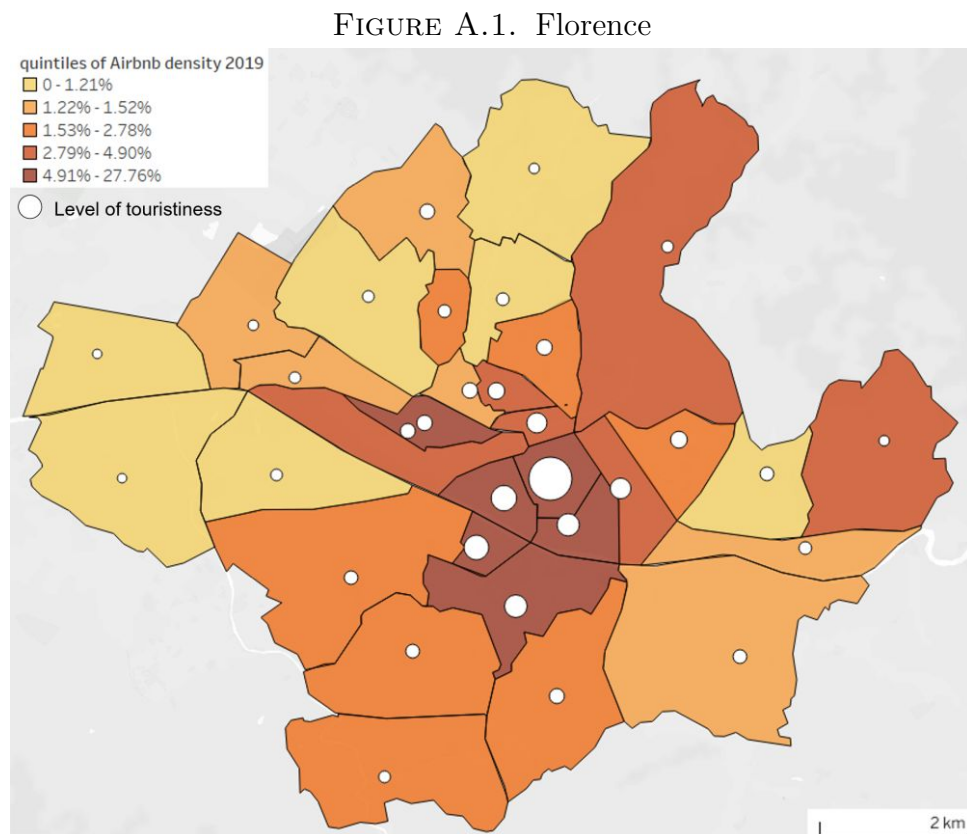 FIGURE A.1. Florence
quintiles of Airbnb density 2019
0 - 1.21%
1.22% - 1.52%
1.53% - 2.78%
2.79% - 4.90%
4.91% - 27.76%
Level of touristiness
2 km